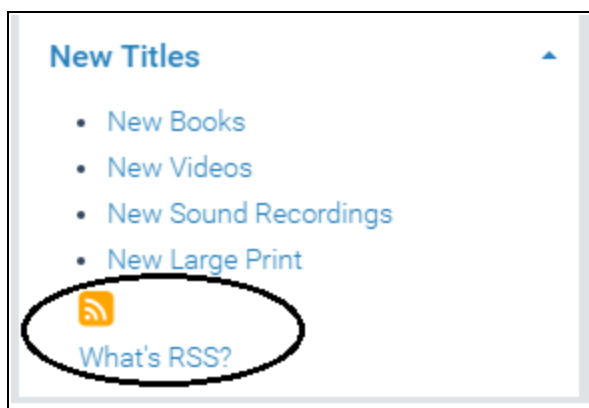 New Titles
New Books
New Videos
New Sound Recordings
New Large Print
What's RSS?